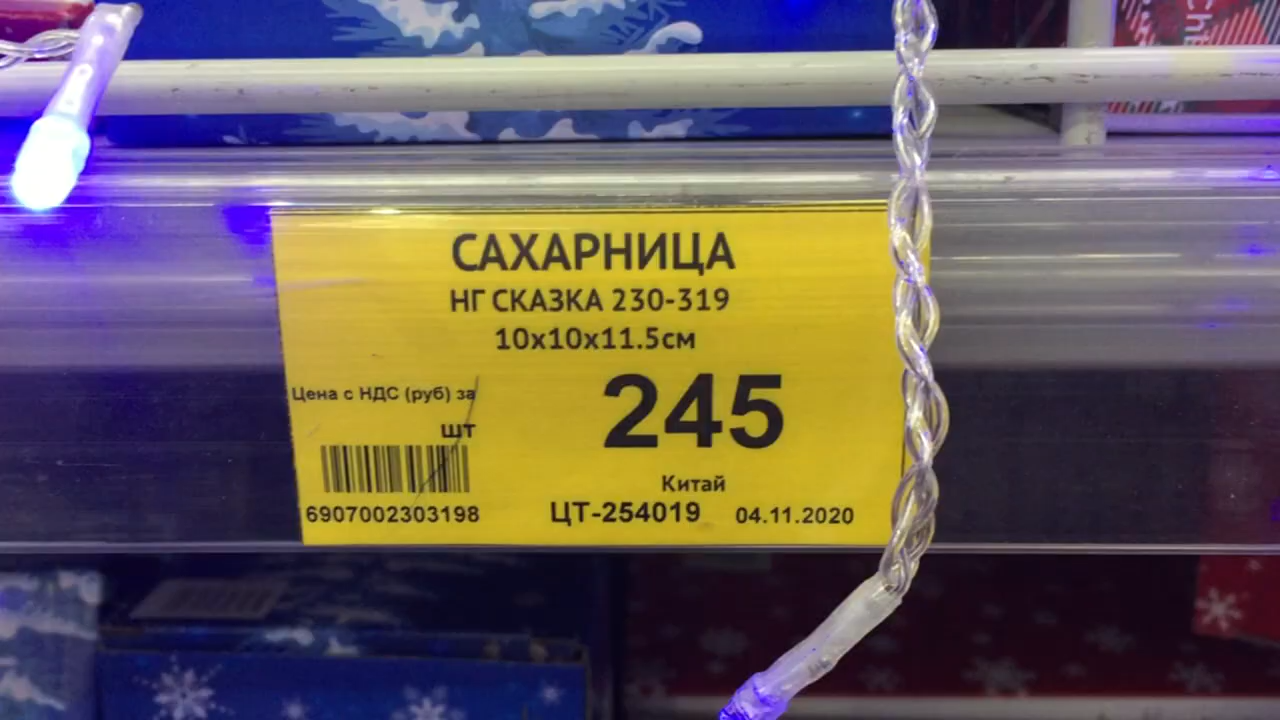 САХАРНИЦА
НГ СКАЗКА 230-319
10х10х11.5см
Цена с НДС (руб) за
шт
245
Китай
6907002303198
ЦТ-254019
04.11.2020